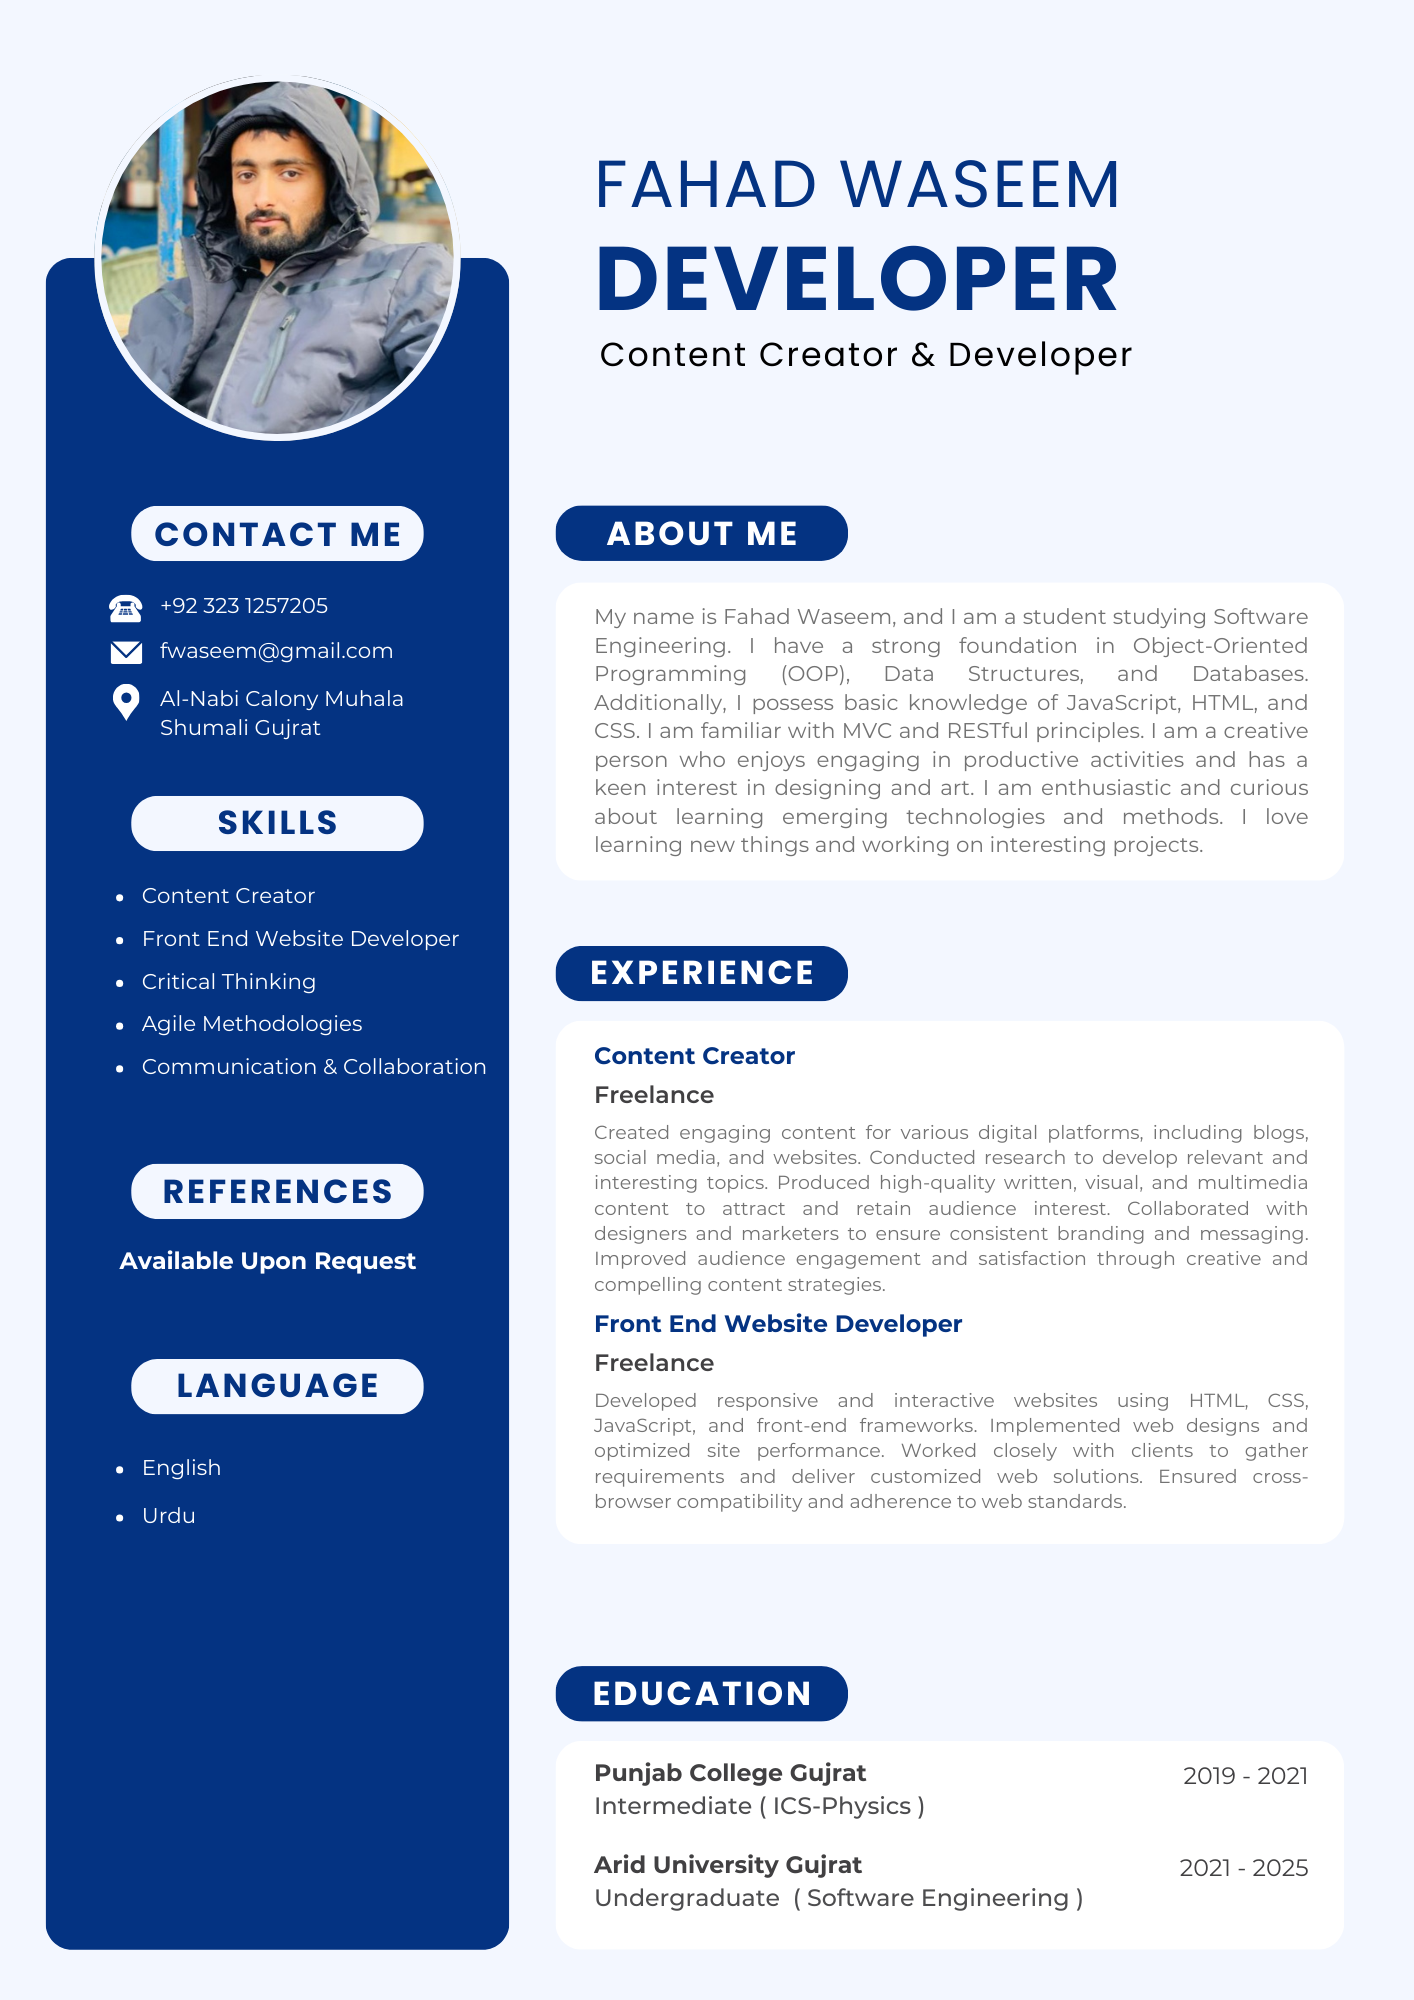 FAHAD WASEEM
DEVELOPER
Content Creator & Developer
CONTACT ME
+92 323 1257205
fwaseem@gmail.com
Al-Nabi Calony Muhala
Shumali Gujrat
SKILLS
Content Creator
Front End Website Developer
Critical Thinking
Agile Methodologies
Communication & Collaboration
REFERENCES
Available Upon Request
LANGUAGE
English
Urdu
ABOUT ME
My name is Fahad Waseem, and I am a student studying Software
Engineering. I have a strong foundation in Object-Oriented
Programming (OOP), Data Structures, and Databases.
Additionally, I possess basic knowledge of JavaScript, HTML, and
CSS. I am familiar with MVC and RESTful principles. I am a creative
person who enjoys engaging in productive activities and has a
keen interest in designing and art. I am enthusiastic and curious
about learning emerging technologies and methods. I love
learning new things and working on interesting projects.
EXPERIENCE
Content Creator
Freelance
Created engaging content for various digital platforms, including blogs,
social media, and websites. Conducted research to develop relevant and
interesting topics. Produced high-quality written, visual, and multimedia
content to attract and retain audience interest. Collaborated with
designers and marketers to ensure consistent branding and messaging.
Improved audience engagement and satisfaction through creative and
compelling content strategies.
Front End Website Developer
Freelance
Developed responsive and interactive websites using HTML, CSS,
JavaScript, and front-end frameworks. Implemented web designs and
optimized site performance. Worked closely with clients to gather
requirements and deliver customized web solutions. Ensured cross-
browser compatibility and adherence to web standards.
EDUCATION
Punjab College Gujrat 2019 - 2021
Intermediate ( ICS-Physics )
Arid University Gujrat 2021 - 2025
Undergraduate ( Software Engineering )